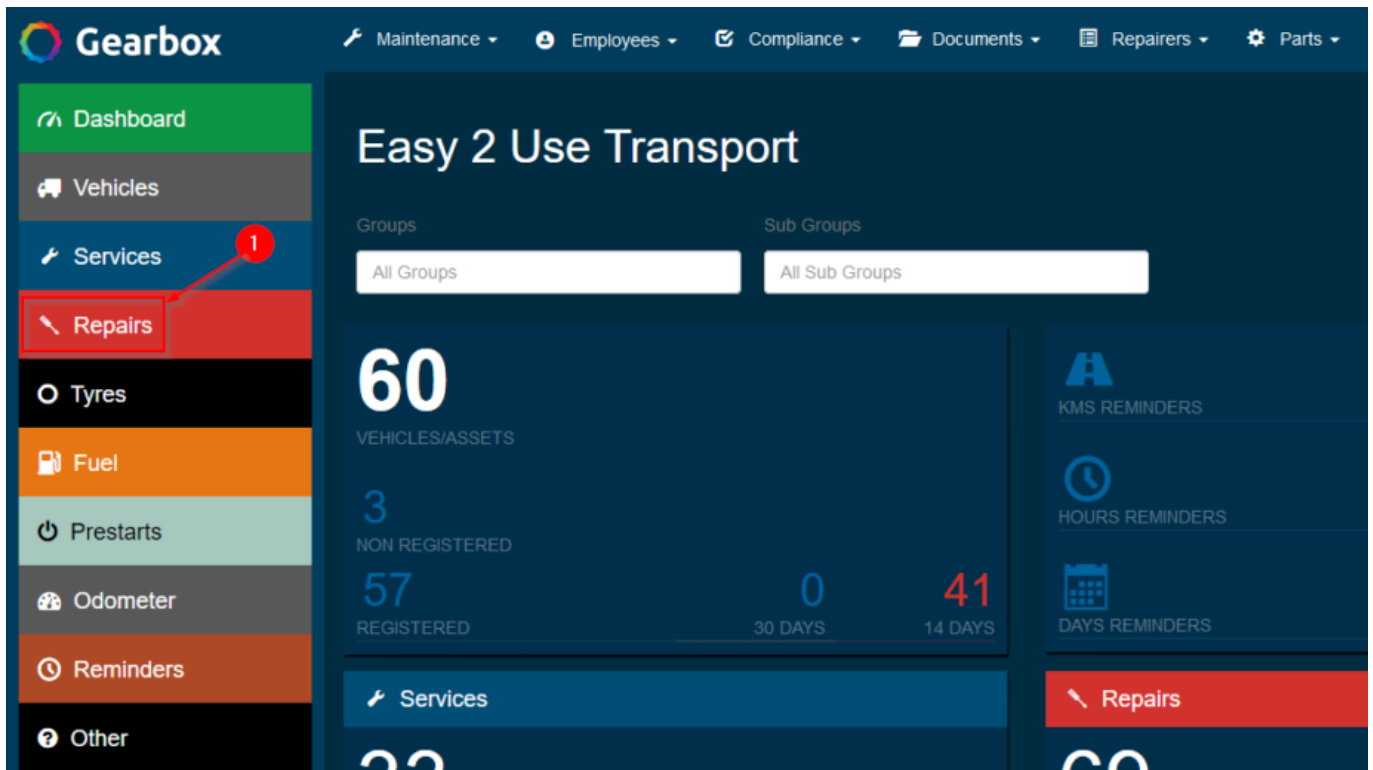 Gearbox
Maintenance
Employees
Compliance
Documents
Repairers
Parts
Dashboard
Vehicles
Services
1
Repairs
Tyres
Fuel
Prestarts
Odometer
Reminders
Other
Easy 2 Use Transport
Groups
Sub Groups
All Groups
All Sub Groups
60
VEHICLES/ASSETS
3
NON REGISTERED
57
0
41
REGISTERED
30 DAYS
14 DAYS
KMS REMINDERS
HOURS REMINDERS
DAYS REMINDERS
Services
Repairs